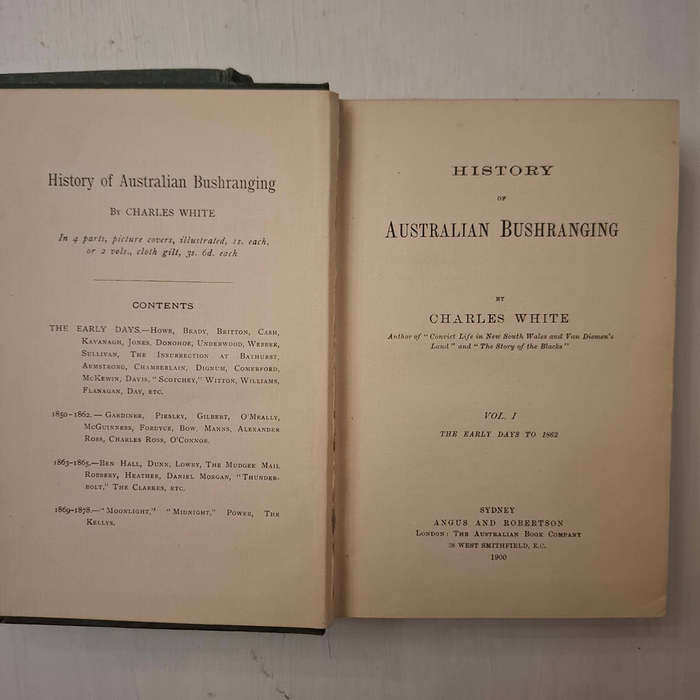 History of Australian Bushranging
By CHARLES WHITE
In 4 parts, picture covers, illustrated, 1s. each,
or 2 vols., cloth gilt, 3s. 6d. each
CONTENTS
THE EARLY DAYS.—Howe, Brady, Britton, Cash,
Kavanagh, Jones, Donohoe, Underwood, Webber,
Sullivan, The Insurrection at Bathurst,
Armstrong, Chamberlain, Dignum, Comerford,
McKewin, Davis, "Scotchey," Witton, Williams,
Flanagan, Day, etc.
1850-1862.—Gardiner, Piesley, Gilbert, O'Meally,
McGuinness, Fordyce, Bow, Manns, Alexander
Ross, Charles Ross, O'Connor.
1863-1865.—Ben Hall, Dunn, Lowry, The Mudgee Mail
Robbery, Heather, Daniel Morgan, "Thunder-
bolt," The Clarkes, etc.
1869-1878.—"Moonlight," "Midnight," Power, The
Kellys.
HISTORY
OF
AUSTRALIAN BUSHRANGING
BY
CHARLES WHITE
Author of "Convict Life in New South Wales and Van Diemen's
Land" and "The Story of the Blacks"
VOL. I
THE EARLY DAYS TO 1862
SYDNEY
ANGUS AND ROBERTSON
London: The Australian Book Company
38 WEST SMITHFIELD, E.C.
1900